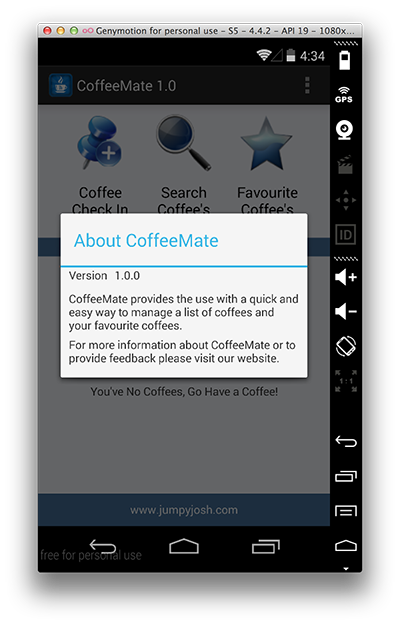 Genymotion for personal use - S5 - 4.4.2 - API 19 - 1080x...
4:34
CoffeeMate 1.0
GPS
Coffee Check In
Search Coffee's
Favourite Coffee's
ID
About CoffeeMate
Version 1.0.0
CoffeeMate provides the use with a quick and
easy way to manage a list of coffees and
your favourite coffees.
For more information about CoffeeMate or to
provide feedback please visit our website.
1:1
You've No Coffees, Go Have a Coffee!
www.jumpyjosh.com
free for personal use